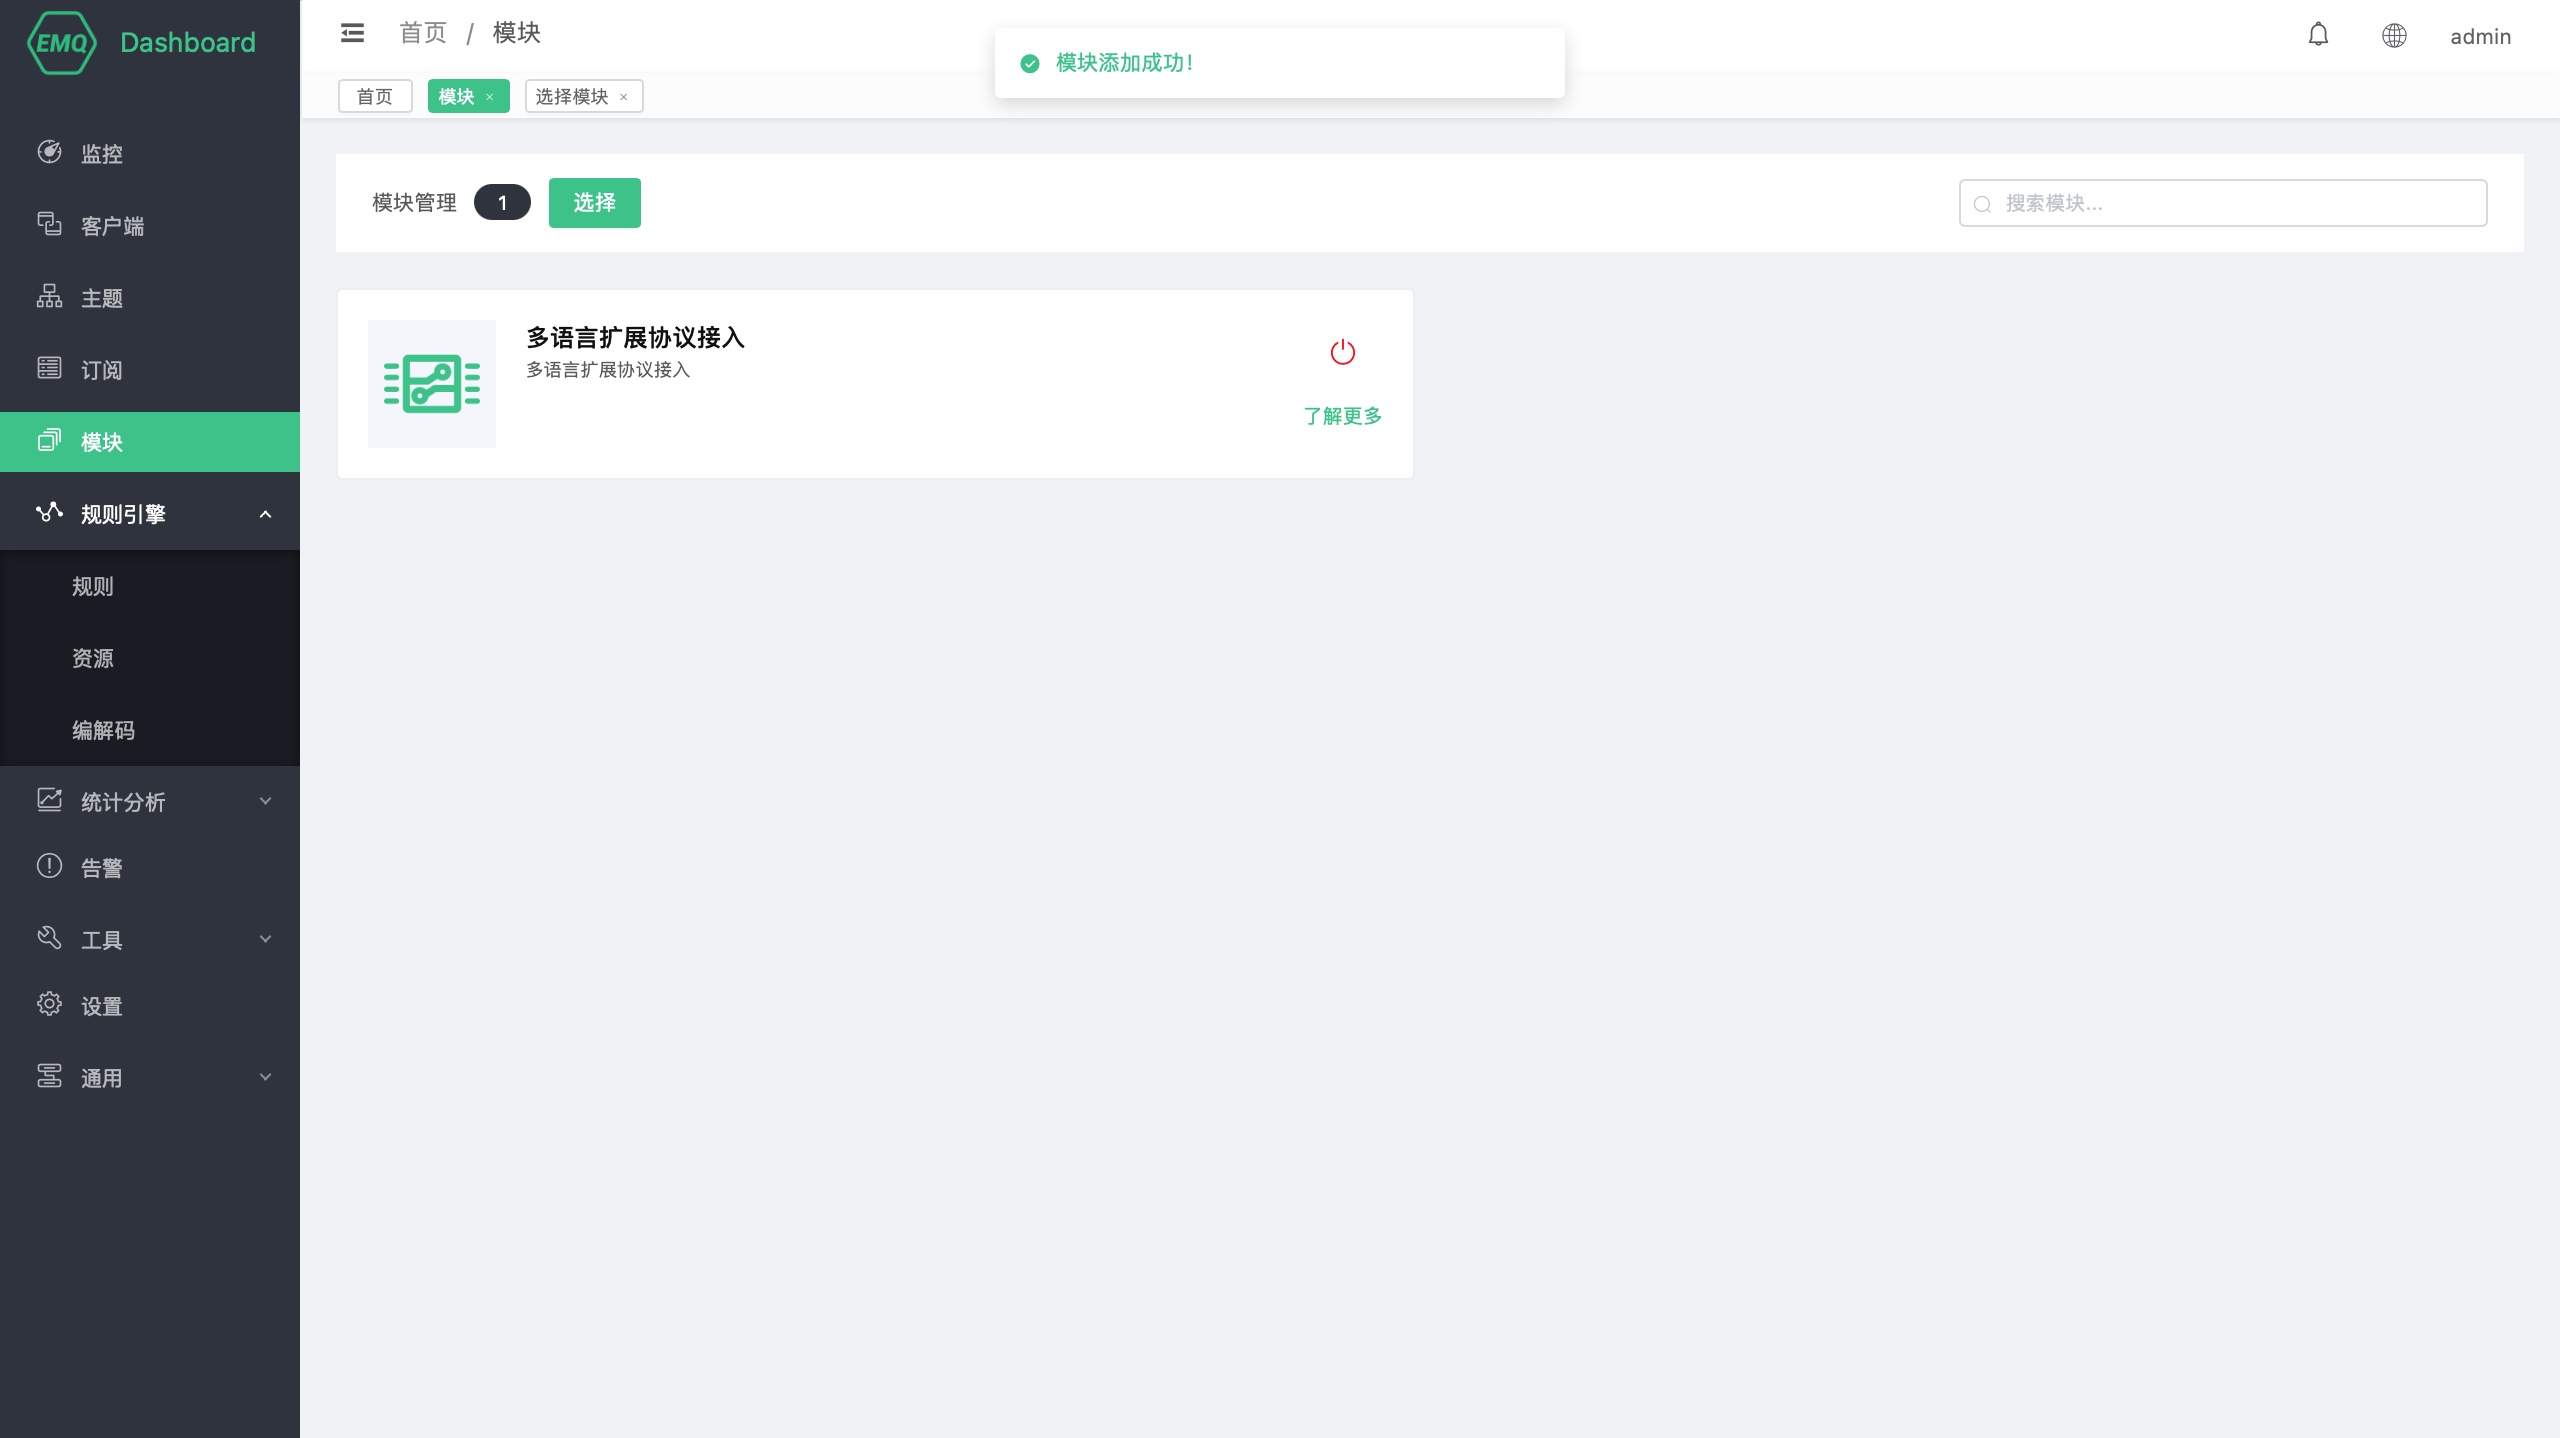 EMQ Dashboard
监控
客户端
主题
订阅
模块
规则引擎
规则
资源
编解码
统计分析
告警
工具
设置
通用
首页 / 模块
模块添加成功！
admin
首页 模块 × 选择模块 ×
模块管理 1 选择
搜索模块...
多语言扩展协议接入
多语言扩展协议接入
了解更多